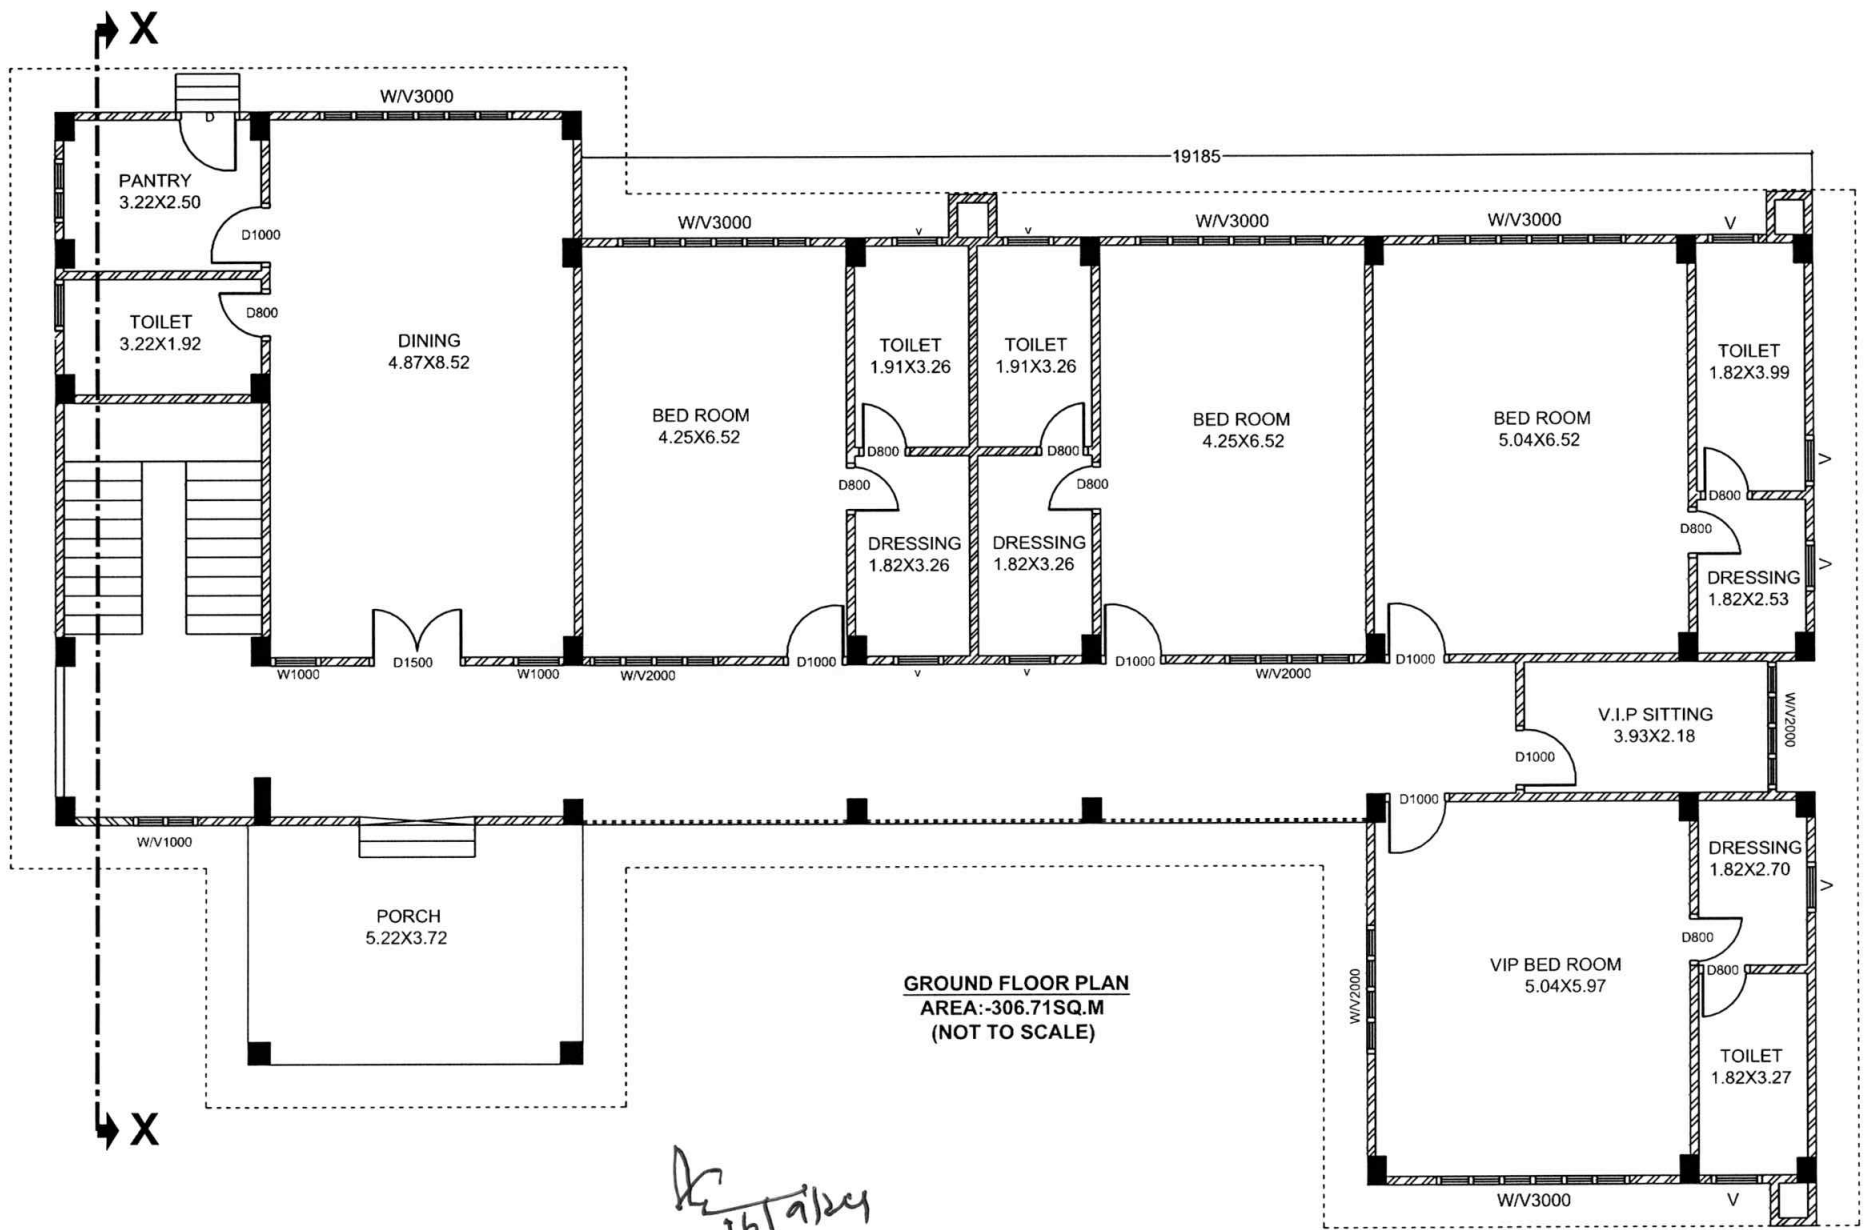 X
W/V3000
D
PANTRY
3.22X2.50
D1000
19185
W/V3000
v
v
W/V3000
W/V3000
V
TOILET
3.22X1.92
D800
DINING
4.87X8.52
BED ROOM
4.25X6.52
TOILET
1.91X3.26
TOILET
1.91X3.26
BED ROOM
4.25X6.52
BED ROOM
5.04X6.52
TOILET
1.82X3.99
D800
D800
D800
D800
D800
D800
V
V
DRESSING
1.82X3.26
DRESSING
1.82X3.26
DRESSING
1.82X2.53
W1000
D1500
W1000
W/V2000
D1000
v
v
D1000
W/V2000
D1000
V.I.P SITTING
3.93X2.18
D1000
W/V2000
W/V1000
D1000
DRESSING
1.82X2.70
V
PORCH
5.22X3.72
D800
D800
VIP BED ROOM
5.04X5.97
W/V2000
GROUND FLOOR PLAN
AREA:-306.71SQ.M
(NOT TO SCALE)
TOILET
1.82X3.27
X
W/V3000
V